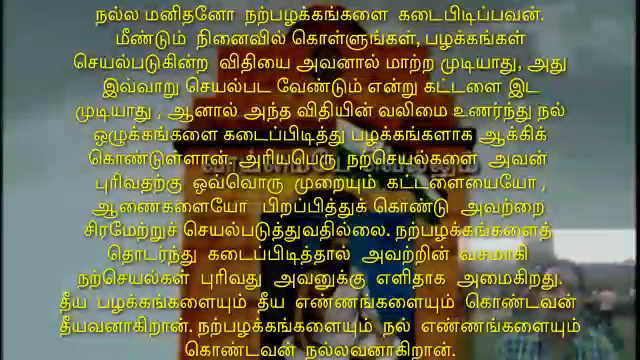 நல்ல மனிதனோ நற்பழக்கங்களை கடைபிடிப்பவன்.
மீண்டும் நினைவில் கொள்ளுங்கள், பழக்கங்கள்
செயல்படுகின்ற விதியை அவனால் மாற்ற முடியாது, அது
இவ்வாறு செயல்பட வேண்டும் என்று கட்டளை இட
முடியாது , ஆனால் அந்த விதியின் வலிமை உணர்ந்து நல்
ஒழுக்கங்களை கடைப்பிடித்து பழக்கங்களாக ஆக்கிக்
கொண்டுள்ளான். அரியபெரு நற்செயல்களை அவன்
புரிவதற்கு ஒவ்வொரு முறையும் கட்டளையையோ ,
ஆணைகளையோ பிறப்பித்துக் கொண்டு அவற்றை
சிரமேற்றுச் செயல்படுத்துவதில்லை. நற்பழக்கங்களைத்
தொடர்ந்து கடைப்பிடித்தால் அவற்றின் வசமாகி
நற்செயல்கள் புரிவது அவனுக்கு எளிதாக அமைகிறது.
தீய பழக்கங்களையும் தீய எண்ணங்களையும் கொண்டவன்
தீயவனாகிறான். நற்பழக்கங்களையும் நல் எண்ணங்களையும்
கொண்டவன் நல்லவனாகிறான்.